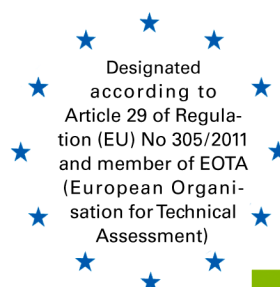 Designated
according to
Article 29 of Regula-
tion (EU) No 305/2011
and member of EOTA
(European Organi-
sation for Technical
Assessment)